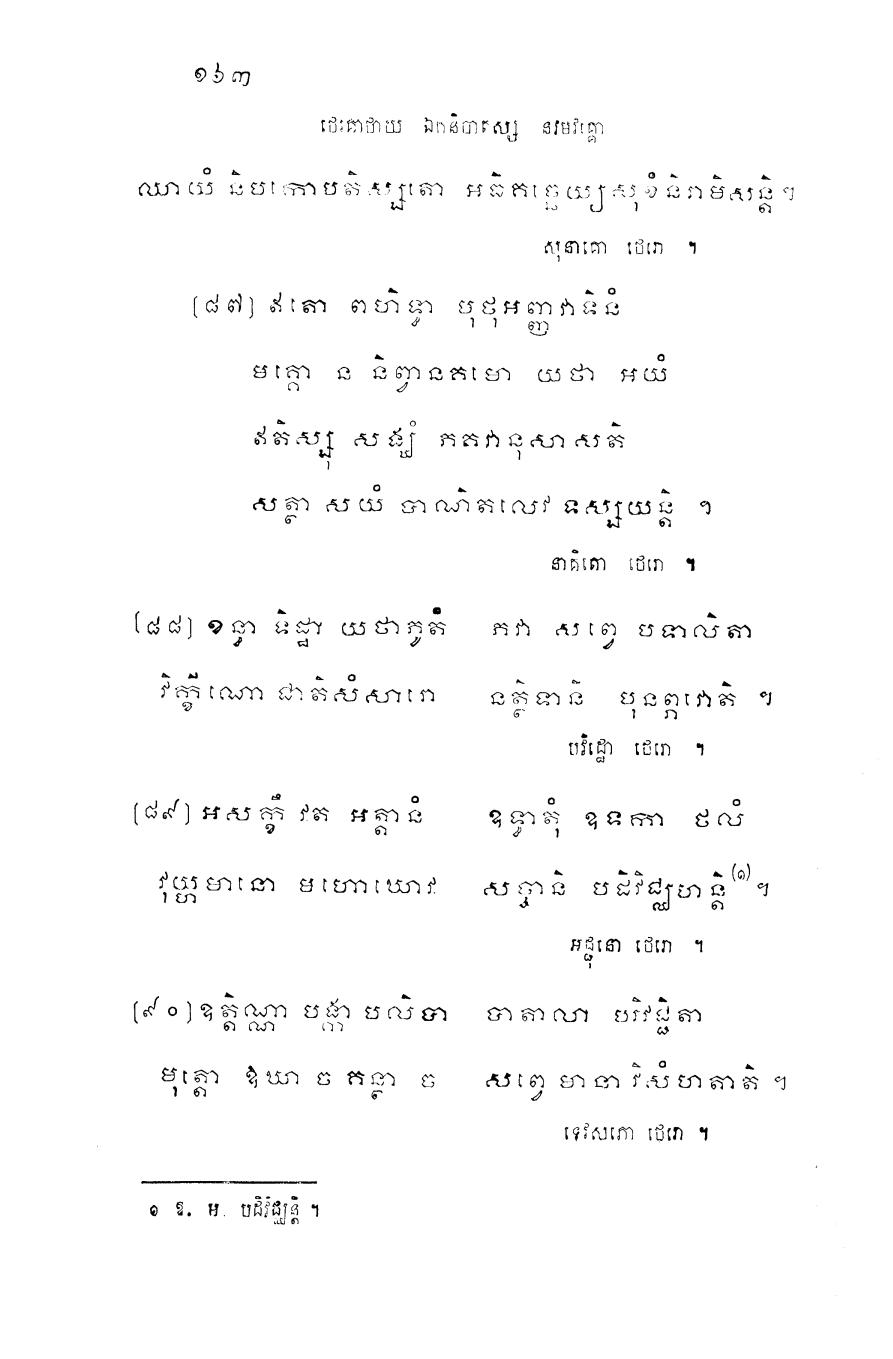 ១៦៣
ថេរគាថាយ ឯកនិបាតស្ស នវមវគ្គោ
ឈាយំ និបកោបតិស្សតោ អធិគច្ឆេយ្យសុខំនិរាមិសន្តិ។
សុនាគោ ថេរោ ។
(៨៧) ឥតោ ពហិទ្ធា បុថុអញ្ញវាទិនំ
មគ្គោ ន និព្វានគមោ យថា អយំ
ឥតិស្សុ សង្ឃំ ភគវានុសាសតិ
សត្ថា សយំ បាណិតលេវ ទស្សយន្តិ ។
នាគិតោ ថេរោ ។
(៨៨) ខន្ធា ទិដ្ឋា យថាភូតំ ភវា សព្វេ បទាលិតា
វិក្ខីណោ ជាតិសំសារោ នត្ថិទានិ បុនព្ភវោតិ ។
បវិដ្ឋោ ថេរោ ។
(៨៩) អសក្ខឹ វត អត្តានំ ឧទ្ធាតុំ ឧទកា ថលំ
វុយ្ហមានោ មហោឃោវ សច្ចានិ បដិវិជ្ឈហន្តិ(១)។
អជ្ជុនោ ថេរោ ។
(៩០) ឧត្តិណ្ណា បង្កា បលិបា បាតាលា បរិវជ្ជិតា
មុត្តោ ឱឃា ច គន្ថា ច សព្វេ មានា វិសំហតាតិ ។
ទេវសភោ ថេរោ ។
១ ឱ. ម. បដិវិជ្ឈន្តិ ។